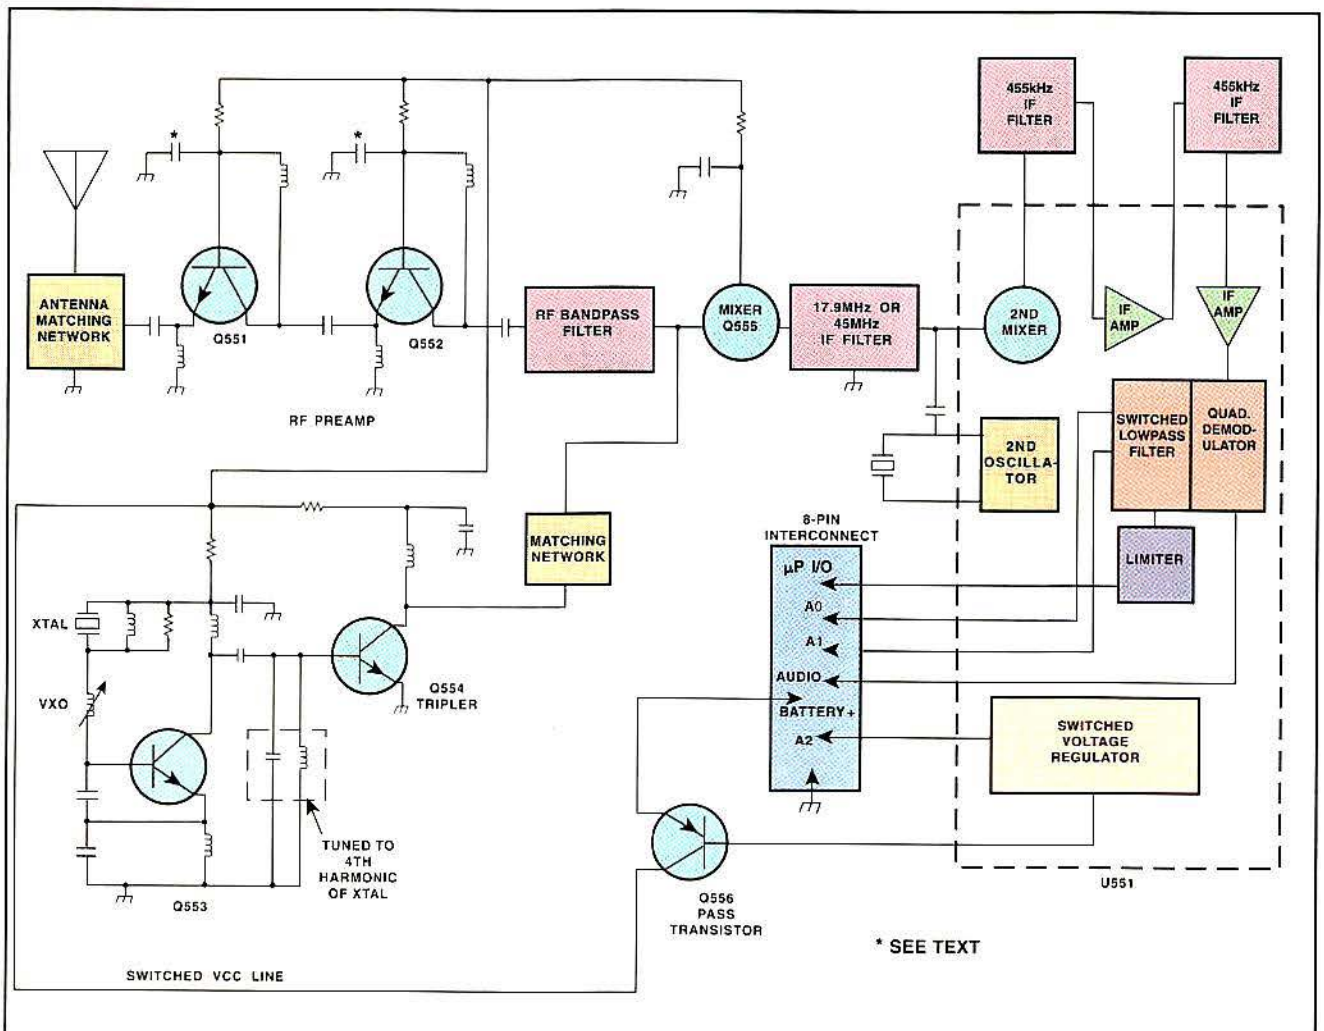 455kHz
IF
FILTER
455kHz
IF
FILTER
*
*
ANTENNA
MATCHING
NETWORK
Q551
Q552
RF BANDPASS
FILTER
MIXER
Q555
17.9MHz OR
45MHz
IF FILTER
2ND
MIXER
IF
AMP
IF
AMP
RF PREAMP
SWITCHED
LOWPASS
FILTER
QUAD.
DEMOD-
ULATOR
2ND
OSCILLA-
TOR
MATCHING
NETWORK
8-PIN
INTERCONNECT
LIMITER
µP I/O
A0
A1
AUDIO
BATTERY +
A2
XTAL
VXO
Q554
TRIPLER
SWITCHED
VOLTAGE
REGULATOR
TUNED TO
4TH
HARMONIC
OF XTAL
Q553
Q556
PASS
TRANSISTOR
U551
* SEE TEXT
SWITCHED VCC LINE